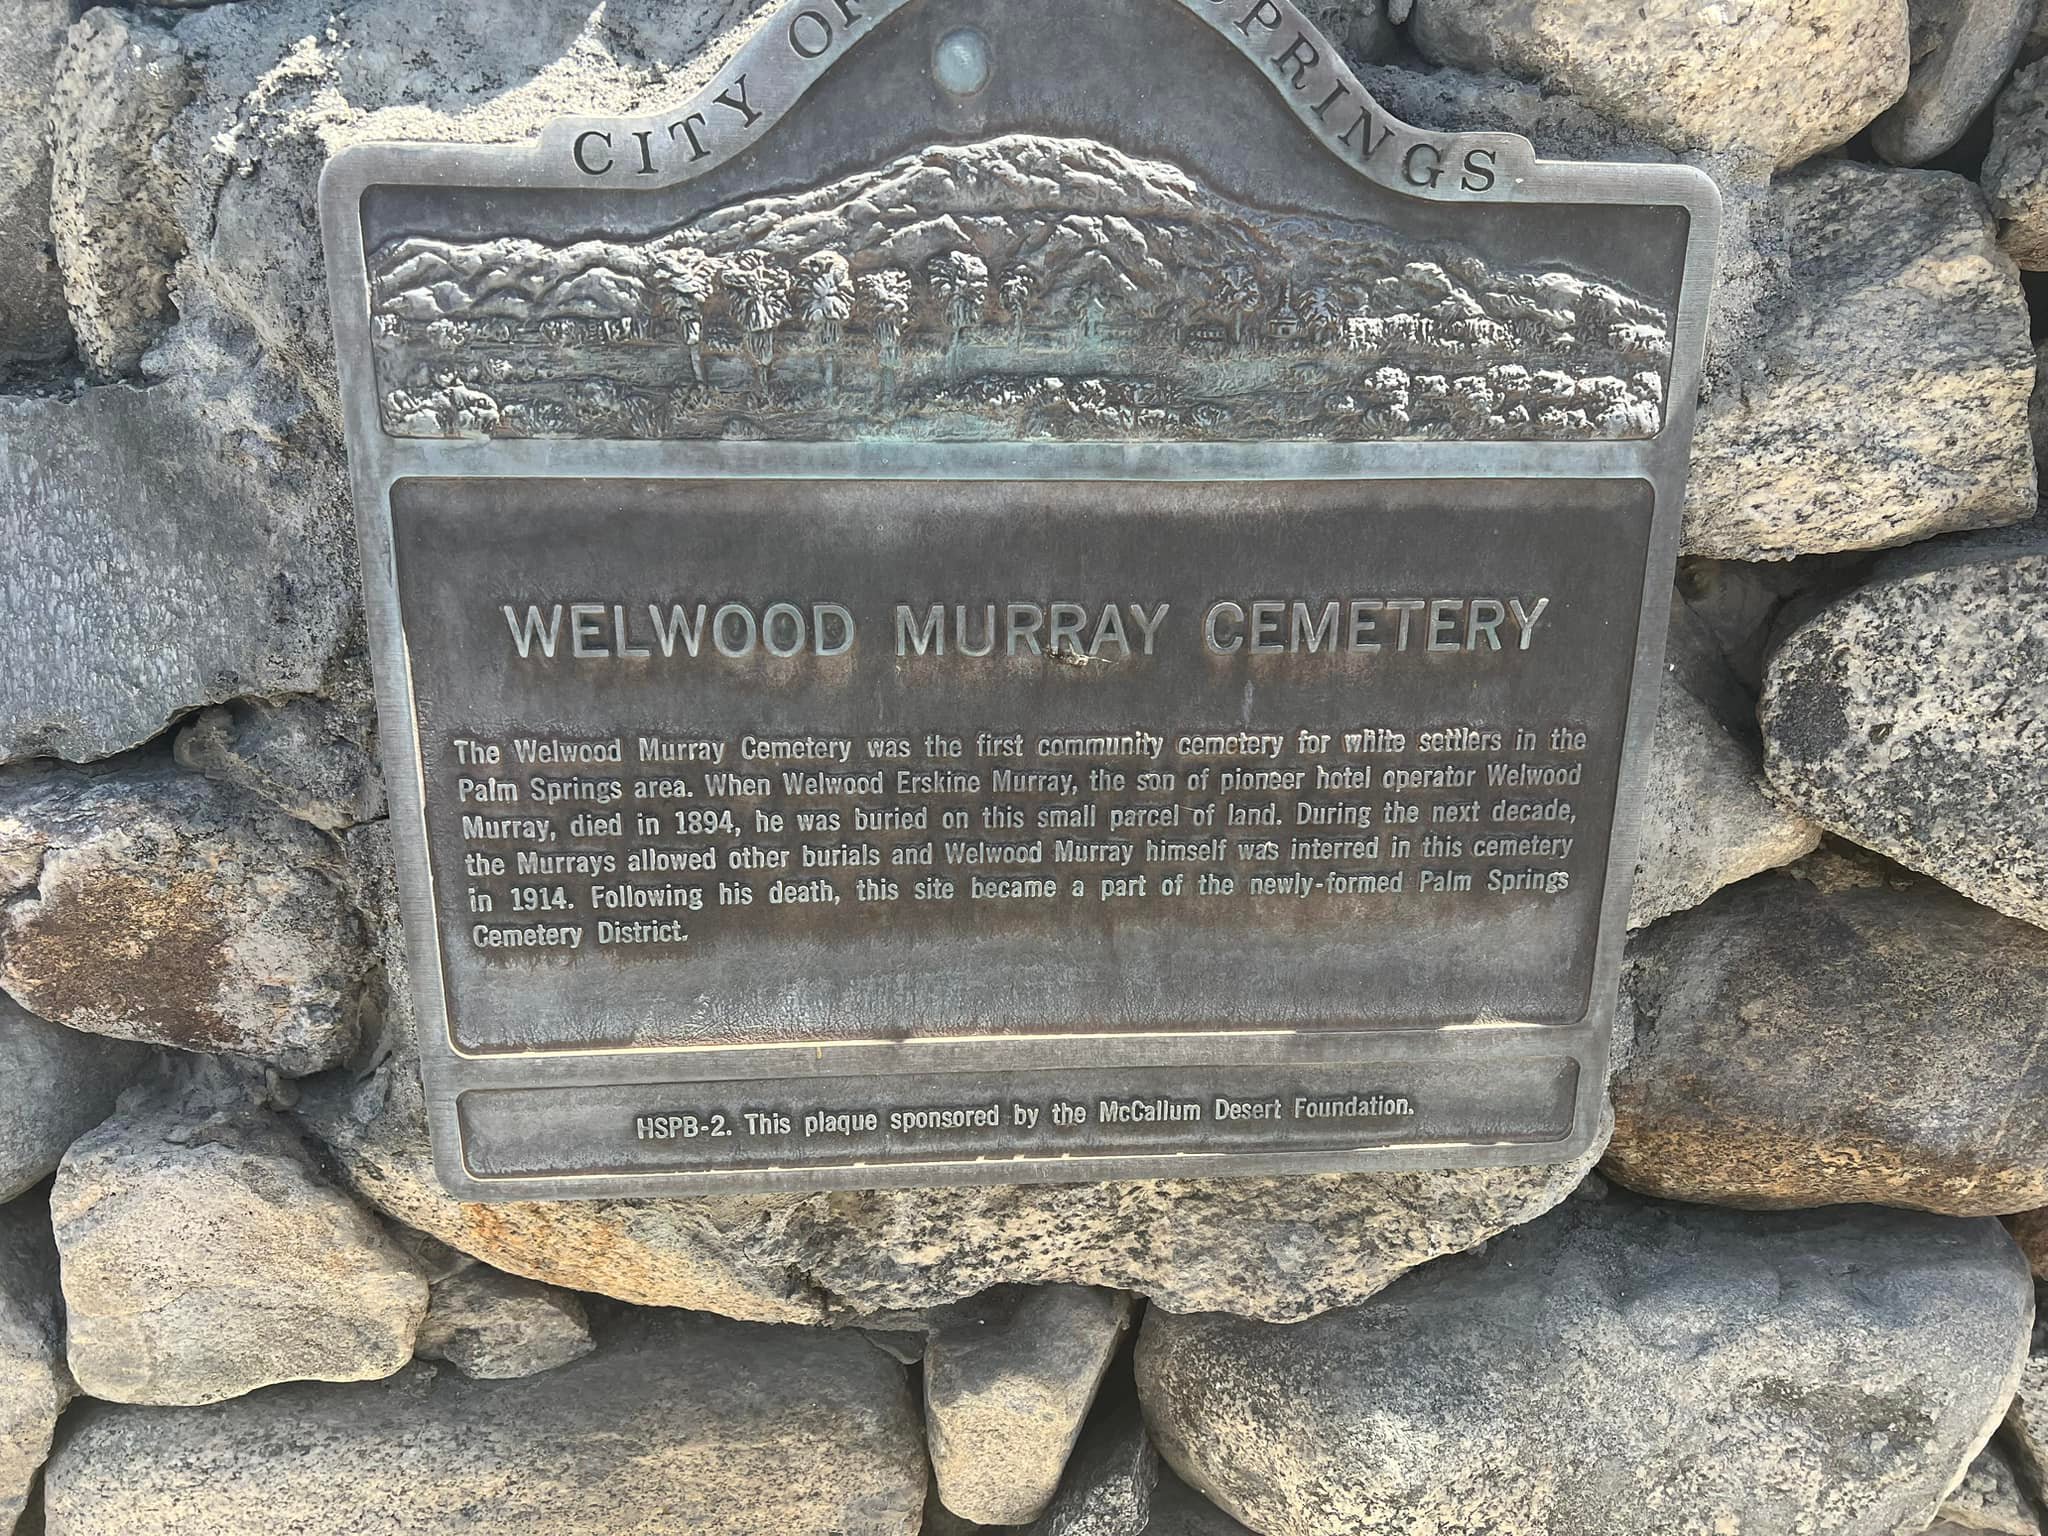 CITY OF SPRINGS
WELWOOD MURRAY CEMETERY
The Welwood Murray Cemetery was the first community cemetery for white settlers in the
Palm Springs area. When Welwood Erskine Murray, the son of pioneer hotel operator Welwood
Murray, died in 1894, he was buried on this small parcel of land. During the next decade,
the Murrays allowed other burials and Welwood Murray himself was interred in this cemetery
in 1914. Following his death, this site became a part of the newly-formed Palm Springs
Cemetery District.
HSPB-2. This plaque sponsored by the McCallum Desert Foundation.